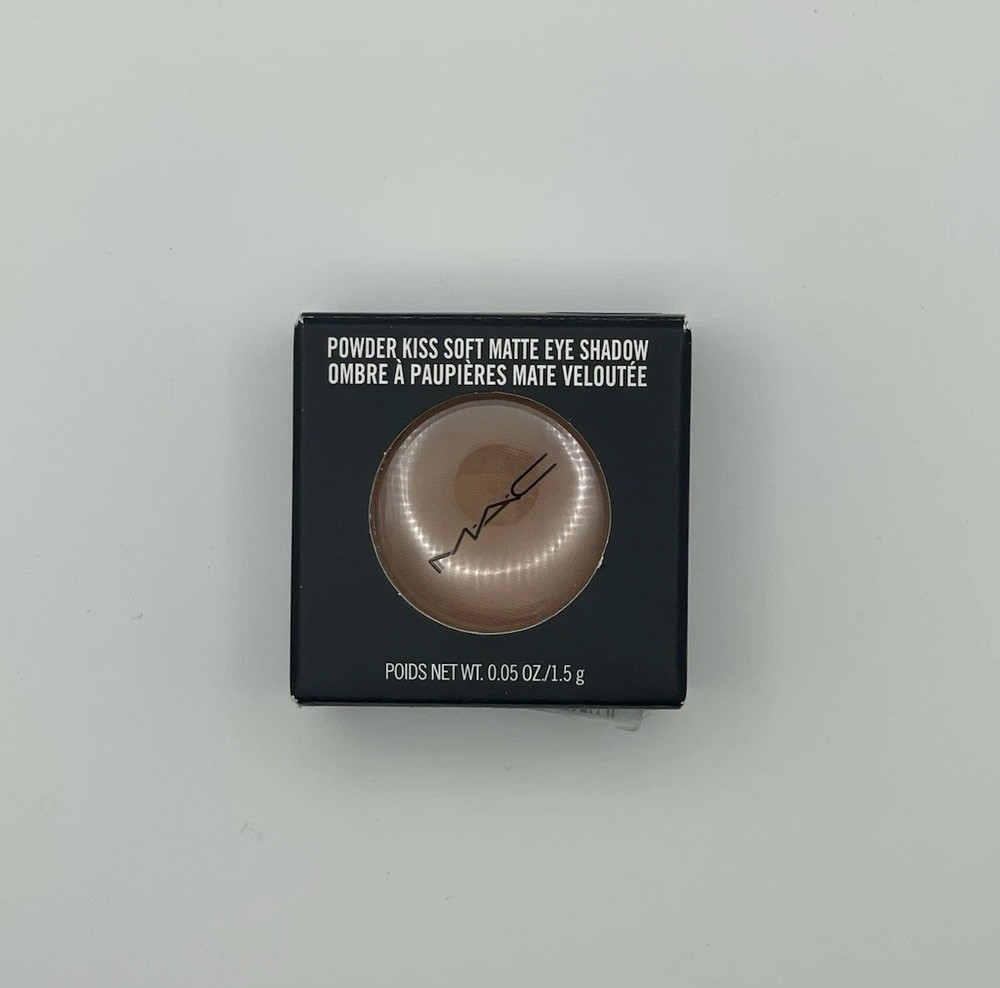 POWDER KISS SOFT MATTE EYE SHADOW
OMBRE À PAUPIÈRES MATE VELOUTÉE
MAC
POIDS NET WT. 0.05 OZ./1.5 g